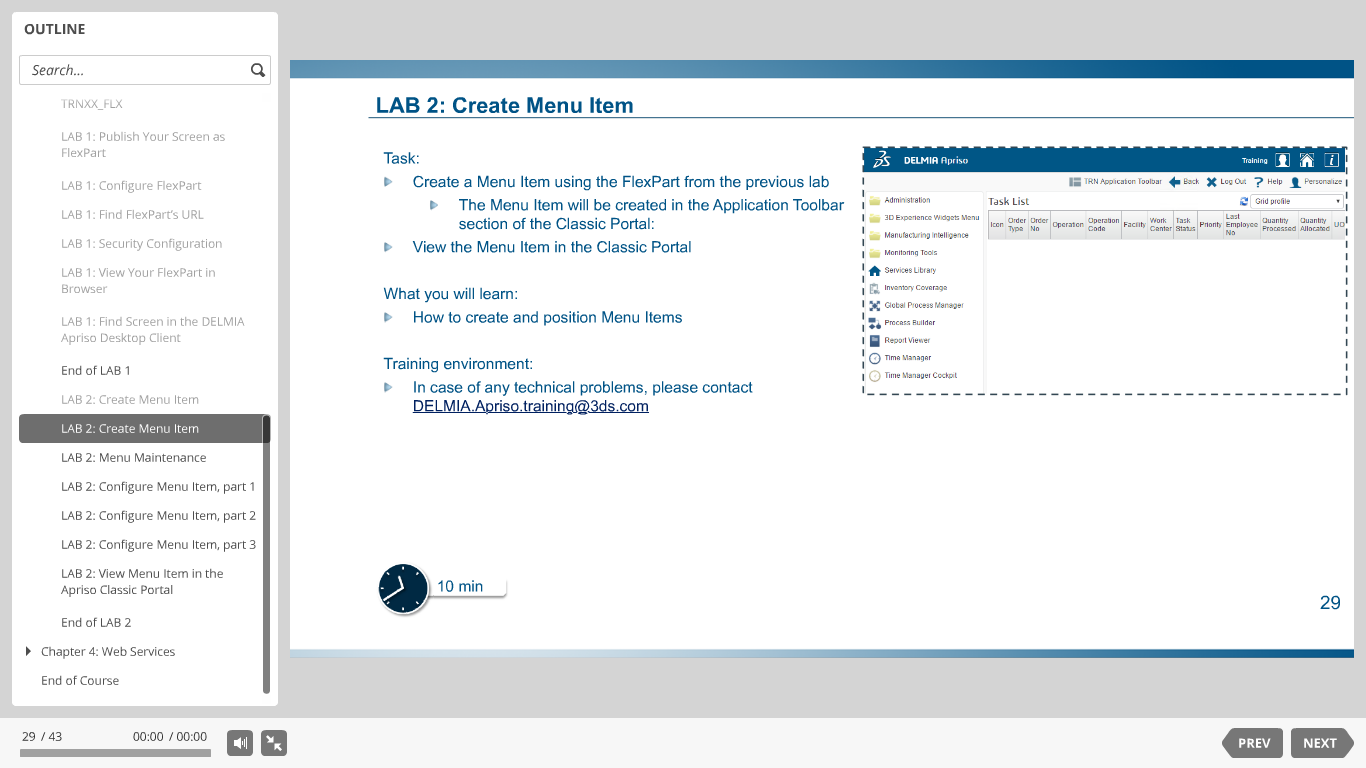 OUTLINE
Search...
TRNXX_FLX
LAB 1: Publish Your Screen as
FlexPart
LAB 1: Configure FlexPart
LAB 1: Find FlexPart's URL
LAB 1: Security Configuration
LAB 1: View Your FlexPart in
Browser
LAB 1: Find Screen in the DELMIA
Apriso Desktop Client
End of LAB 1
LAB 2: Create Menu Item
LAB 2: Create Menu Item
LAB 2: Menu Maintenance
LAB 2: Configure Menu Item, part 1
LAB 2: Configure Menu Item, part 2
LAB 2: Configure Menu Item, part 3
LAB 2: View Menu Item in the
Apriso Classic Portal
End of LAB 2
Chapter 4: Web Services
End of Course
LAB 2: Create Menu Item
Task:
Create a Menu Item using the FlexPart from the previous lab
The Menu Item will be created in the Application Toolbar
section of the Classic Portal:
View the Menu Item in the Classic Portal
What you will learn:
How to create and position Menu Items
Training environment:
In case of any technical problems, please contact
DELMIA.Apriso.training@3ds.com
10 min
DELMIA Apriso
Training
TRN Application Toolbar Back Log Out Help Personalize
Administration
3D Experience Widgets Menu
Manufacturing Intelligence
Monitoring Tools
Services Library
Inventory Coverage
Global Process Manager
Process Builder
Report Viewer
Time Manager
Time Manager Cockpit
Task List
Grid profile
Icon Order Type Order No Operation Operation Code Facility Work Center Task Status Priority Last Employee No Quantity Processed Quantity Allocated UO
29
29 / 43
00:00 / 00:00
PREV
NEXT